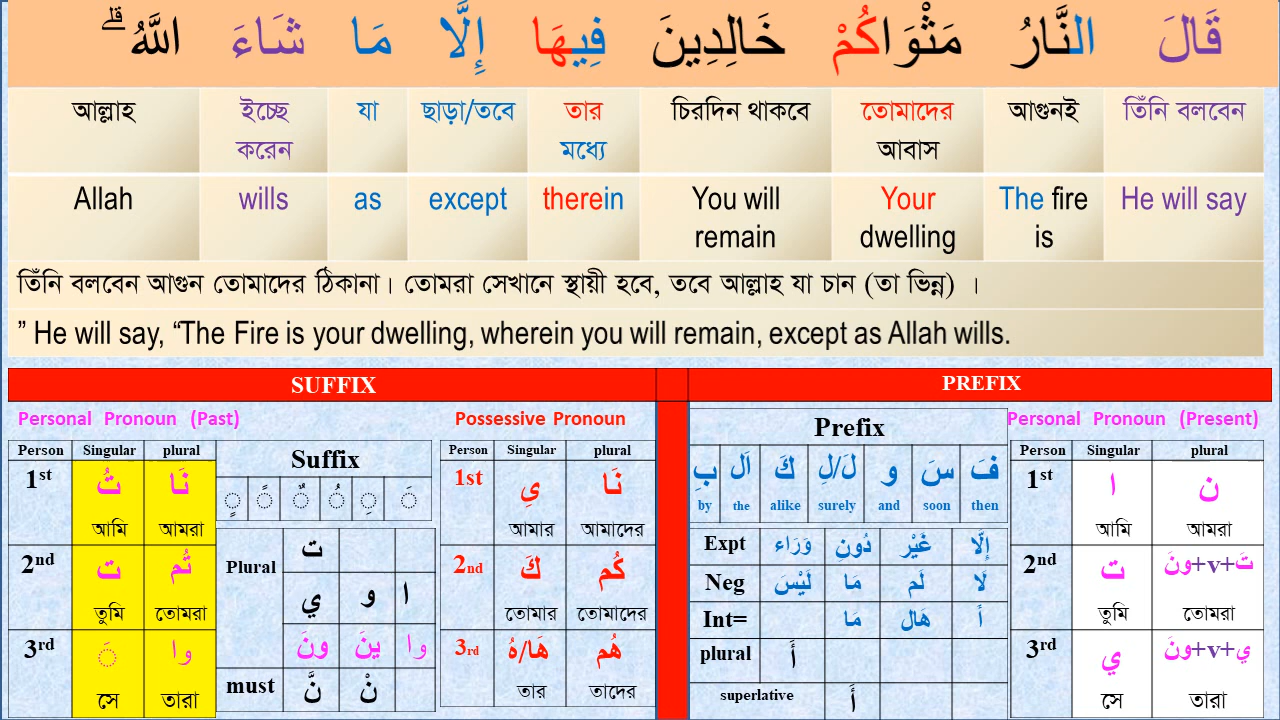 قَالَ النَّارُ مَثْوَاكُمْ خَالِدِينَ فِيهَا إِلَّا مَا شَاءَ اللَّهُ ۗ
আল্লাহ ইচ্ছে করেন যা ছাড়া/তবে তার মধ্যে চিরদিন থাকবে তোমাদের আবাস আগুনই তিঁনি বলবেন
Allah wills as except therein You will remain Your dwelling The fire is He will say
তিঁনি বলবেন আগুন তোমাদের ঠিকানা। তোমরা সেখানে স্থায়ী হবে, তবে আল্লাহ যা চান (তা ভিন্ন) ।
” He will say, “The Fire is your dwelling, wherein you will remain, except as Allah wills.
SUFFIX
Personal Pronoun (Past)
Person Singular plural
1st تُ نَا
আমি আমরা
2nd ت تُم
তুমি তোমরা
3rd َ وا
সে তারা
Suffix
ٍ ً ٌ ُ ِ َ
Plural ت
ي و ا
ونَ ينَ وا
must نَّ نْ
Possessive Pronoun
Person Singular plural
1st يِ نَا
আমার আমাদের
2nd كَ كُم
তোমার তোমাদের
3rd هَا/هُ هُم
তার তাদের
PREFIX
Prefix
بِ اَل كَ لَ/لِ و سَ فَ
by the alike surely and soon then
Expt وَرَاء دُونِ غَيْر إِلَّا
Neg لَيْسَ مَا لَم لَا
Int= مَا هَال أَ
plural أَ
superlative أَ
Personal Pronoun (Present)
Person Singular plural
1st ا ن
আমি আমরা
2nd ت تَ+v+ونَ
তুমি তোমরা
3rd ي ي+v+ونَ
সে তারা